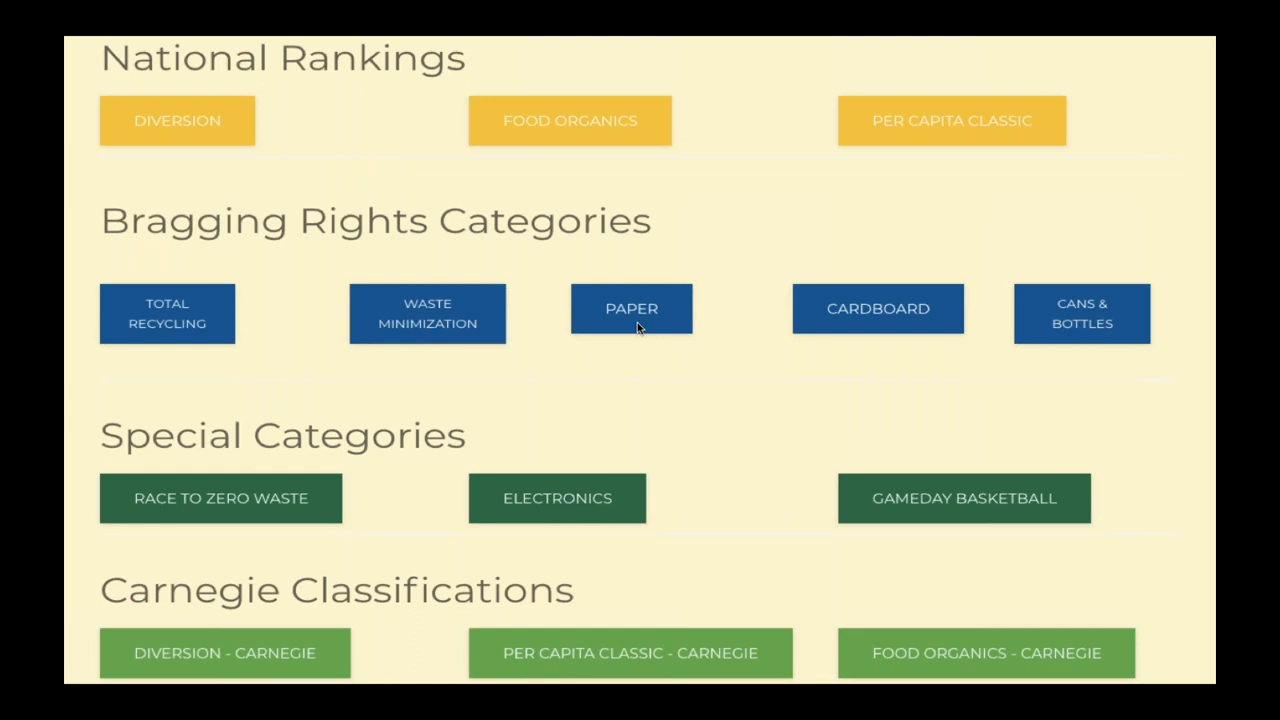 National Rankings
DIVERSION
FOOD ORGANICS
PER CAPITA CLASSIC
Bragging Rights Categories
TOTAL
RECYCLING
WASTE
MINIMIZATION
PAPER
CARDBOARD
CANS &
BOTTLES
Special Categories
RACE TO ZERO WASTE
ELECTRONICS
GAMEDAY BASKETBALL
Carnegie Classifications
DIVERSION - CARNEGIE
PER CAPITA CLASSIC - CARNEGIE
FOOD ORGANICS - CARNEGIE